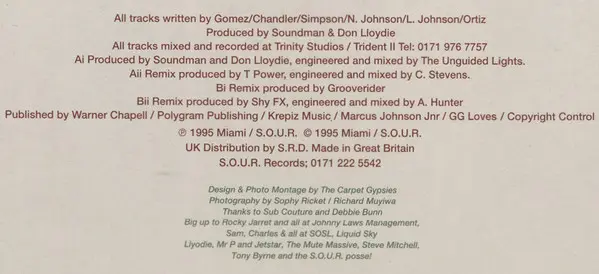 All tracks written by Gomez/Chandler/Simpson/N. Johnson/L. Johnson/Ortiz
Produced by Soundman & Don Lloydie
All tracks mixed and recorded at Trinity Studios / Trident II Tel: 0171 976 7757
Ai Produced by Soundman and Don Lloydie, engineered and mixed by The Unguided Lights.
Aii Remix produced by T Power, engineered and mixed by C. Stevens.
Bi Remix produced by Grooverider
Bii Remix produced by Shy FX, engineered and mixed by A. Hunter
Published by Warner Chapell / Polygram Publishing / Krepiz Music / Marcus Johnson Jnr / GG Loves / Copyright Control
℗ 1995 Miami / S.O.U.R. © 1995 Miami / S.O.U.R.
UK Distribution by S.R.D. Made in Great Britain
S.O.U.R. Records; 0171 222 5542
Design & Photo Montage by The Carpet Gypsies
Photography by Sophy Ricket / Richard Muyiwa
Thanks to Sub Couture and Debbie Bunn
Big up to Rocky Jarret and all at Johnny Laws Management,
Sam, Charles & all at SOSL, Liquid Sky
Llyodie, Mr P and Jetstar, The Mute Massive, Steve Mitchell,
Tony Byrne and the S.O.U.R. posse!